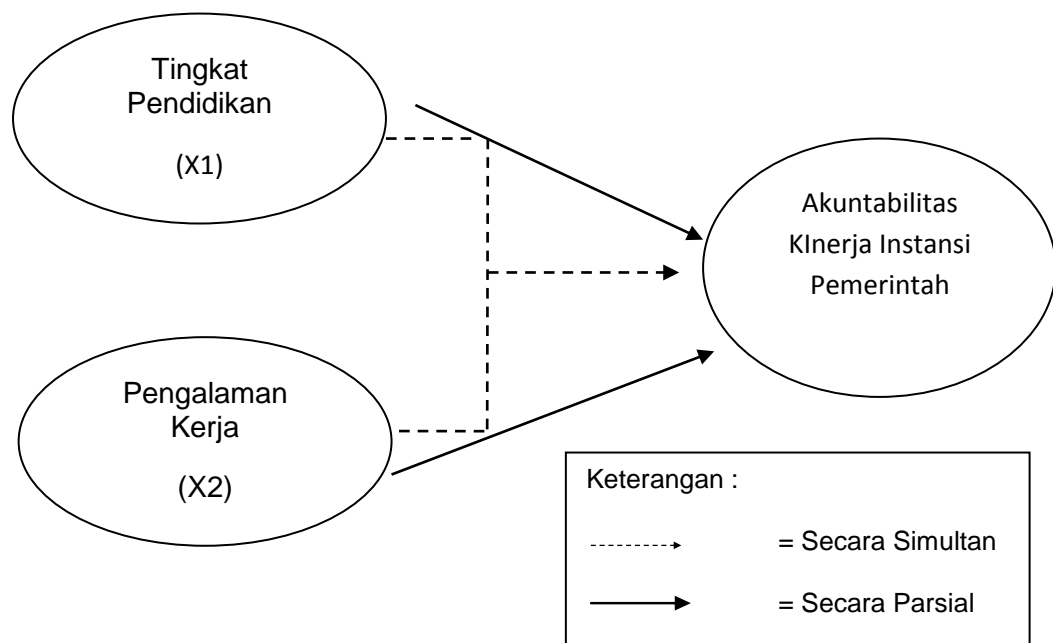 Tingkat
Pendidikan
(X1)
Akuntabilitas
KInerja Instansi
Pemerintah
Pengalaman
Kerja
(X2)
Keterangan :
= Secara Simultan
= Secara Parsial